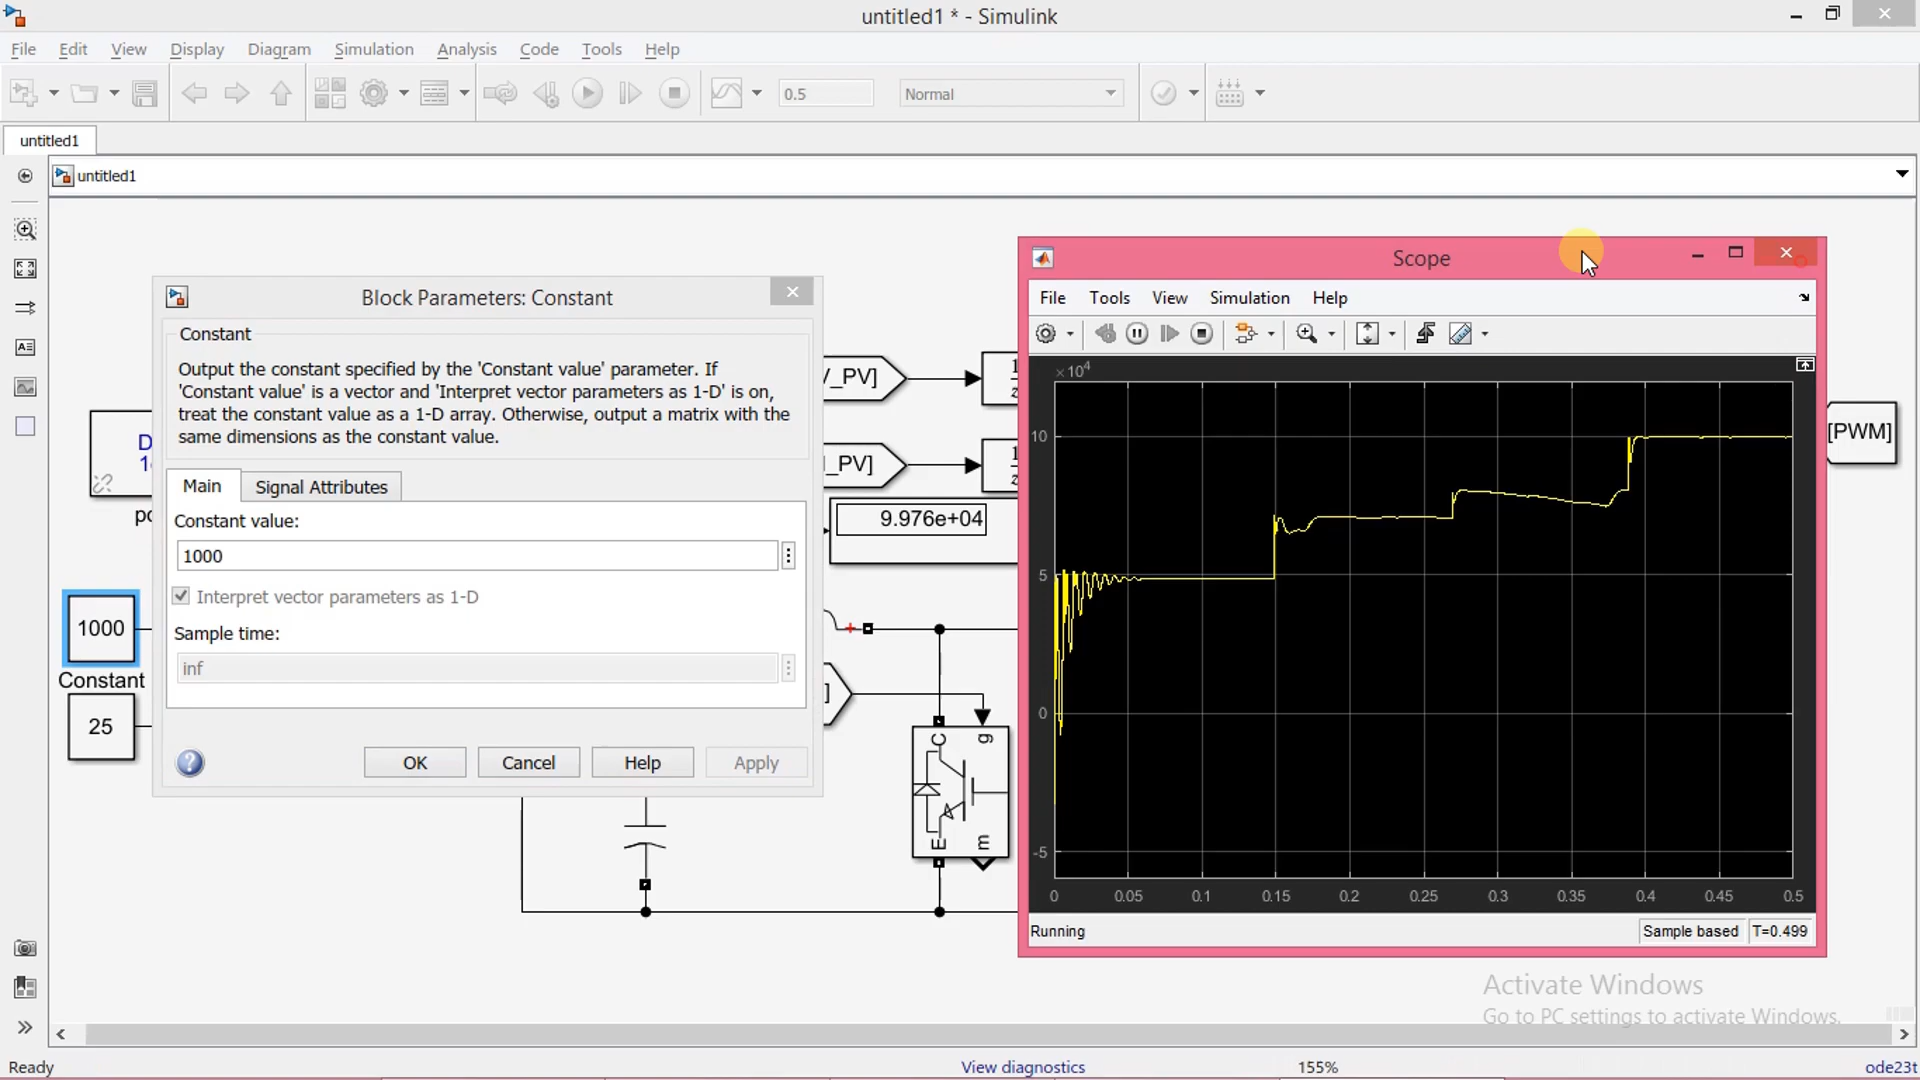 untitled1 * - Simulink
File Edit View Display Diagram Simulation Analysis Code Tools Help
0.5 Normal
untitled1
untitled1
Block Parameters: Constant
Constant
Output the constant specified by the 'Constant value' parameter. If
'Constant value' is a vector and 'Interpret vector parameters as 1-D' is on,
treat the constant value as a 1-D array. Otherwise, output a matrix with the
same dimensions as the constant value.
Main Signal Attributes
Constant value:
1000
Interpret vector parameters as 1-D
Sample time:
inf
OK Cancel Help Apply
1000
Constant
25
9.976e+04
C g
E m
Scope
File Tools View Simulation Help
×10⁴
10
5
0
-5
0 0.05 0.1 0.15 0.2 0.25 0.3 0.35 0.4 0.45 0.5
Running Sample based T=0.499
[PWM]
Activate Windows
Go to PC settings to activate Windows.
Ready View diagnostics 155% ode23t